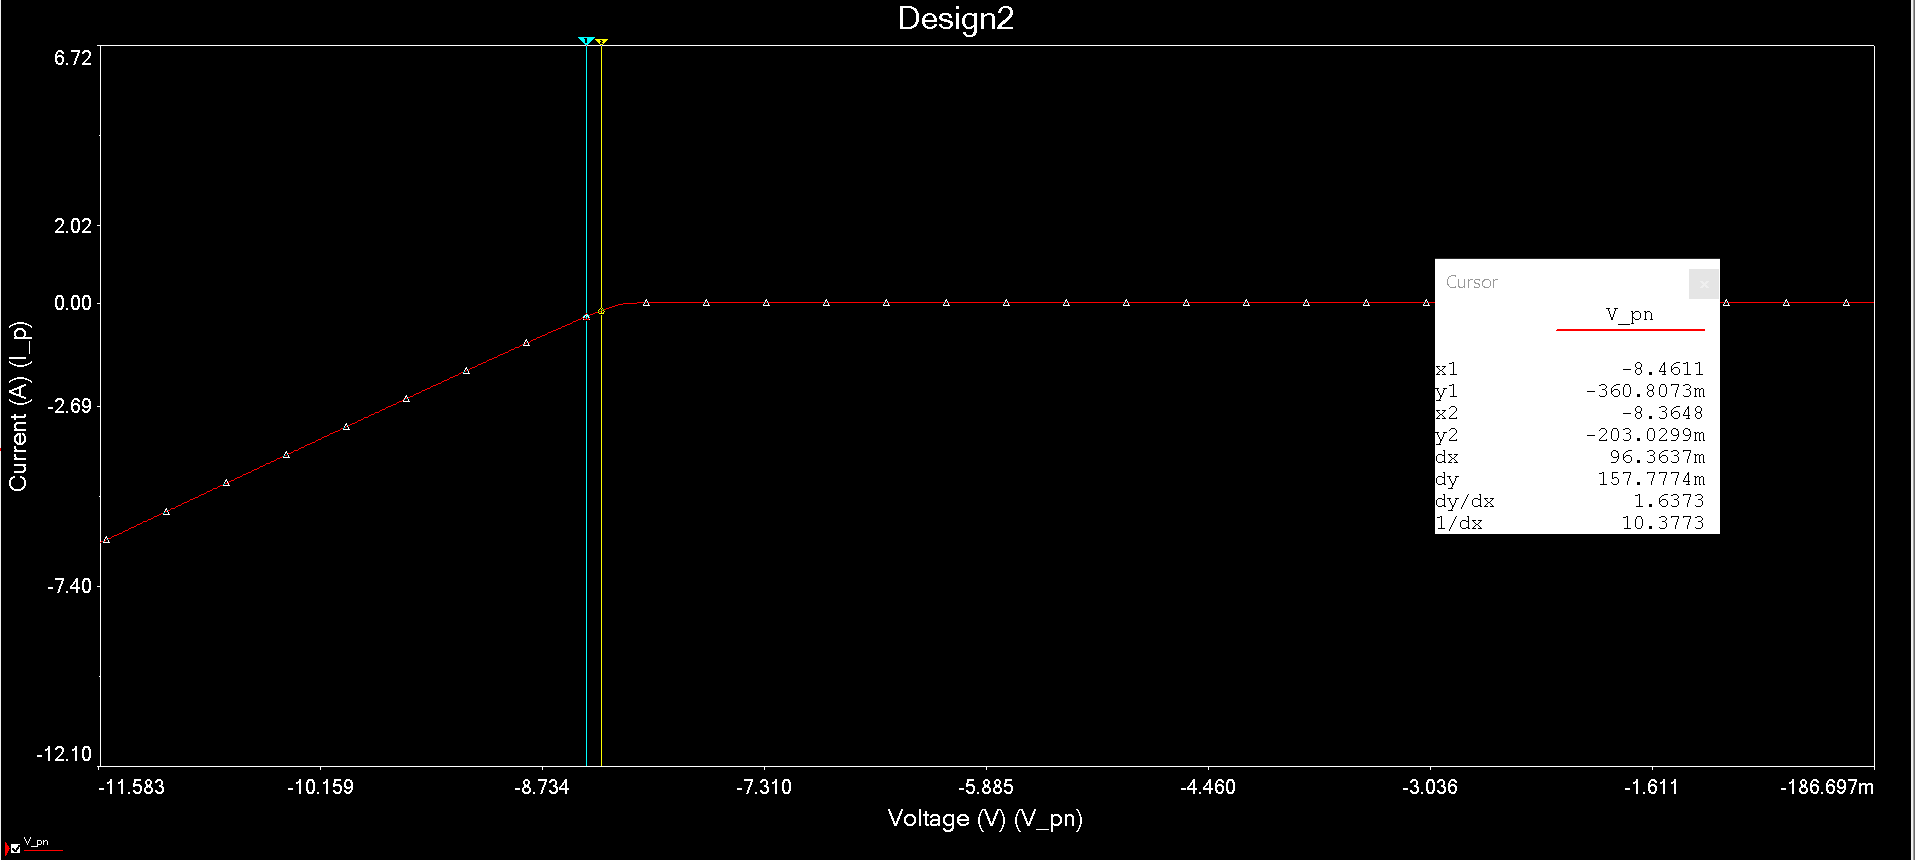 Design2
6.72
2.02
0.00
-2.69
-7.40
-12.10
Current (A) (I_p)
-11.583
-10.159
-8.734
-7.310
-5.885
-4.460
-3.036
-1.611
-186.697m
Voltage (V) (V_pn)
Cursor
V_pn
x1 -8.4611
y1 -360.8073m
x2 -8.3648
y2 -203.0299m
dx 96.3637m
dy 157.7774m
dy/dx 1.6373
1/dx 10.3773
V_pn